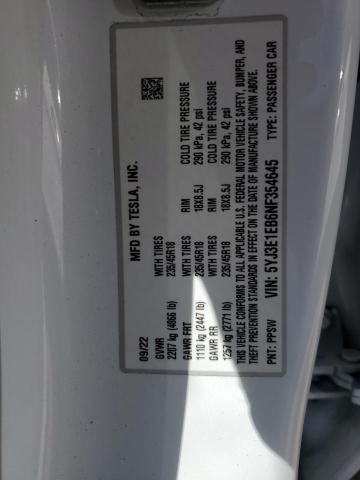 MFD BY TESLA, INC.
09/22
GVWR
2207 kg (4866 lb)
WITH TIRES
235/45R18
RIM
18X8.5J
COLD TIRE PRESSURE
290 kPa, 42 psi
GAWR FRT
1110 kg (2447 lb)
WITH TIRES
235/45R18
RIM
18X8.5J
COLD TIRE PRESSURE
290 kPa, 42 psi
GAWR RR
1257 kg (2771 lb)
THIS VEHICLE CONFORMS TO ALL APPLICABLE U.S. FEDERAL MOTOR VEHICLE SAFETY, BUMPER, AND
THEFT PREVENTION STANDARDS IN EFFECT ON THE DATE OF MANUFACTURE SHOWN ABOVE.
VIN: 5YJ3E1EB6NF354645
PNT: PPSW
TYPE: PASSENGER CAR